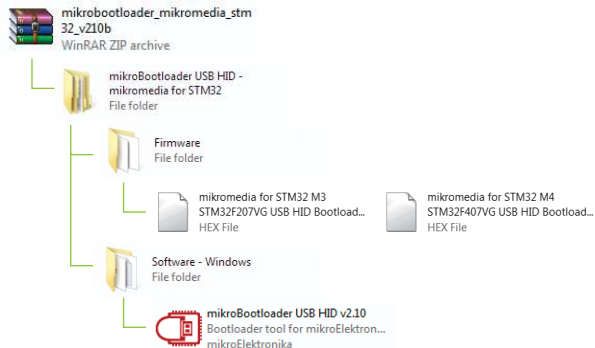 mikrobootloader_mikromedia_stm
32_v210b
WinRAR ZIP archive
mikroBootloader USB HID -
mikromedia for STM32
File folder
Firmware
File folder
mikromedia for STM32 M3
STM32F207VG USB HID Bootload...
HEX File
mikromedia for STM32 M4
STM32F407VG USB HID Bootload...
HEX File
Software - Windows
File folder
mikroBootloader USB HID v2.10
Bootloader tool for mikroElektron...
mikroElektronika